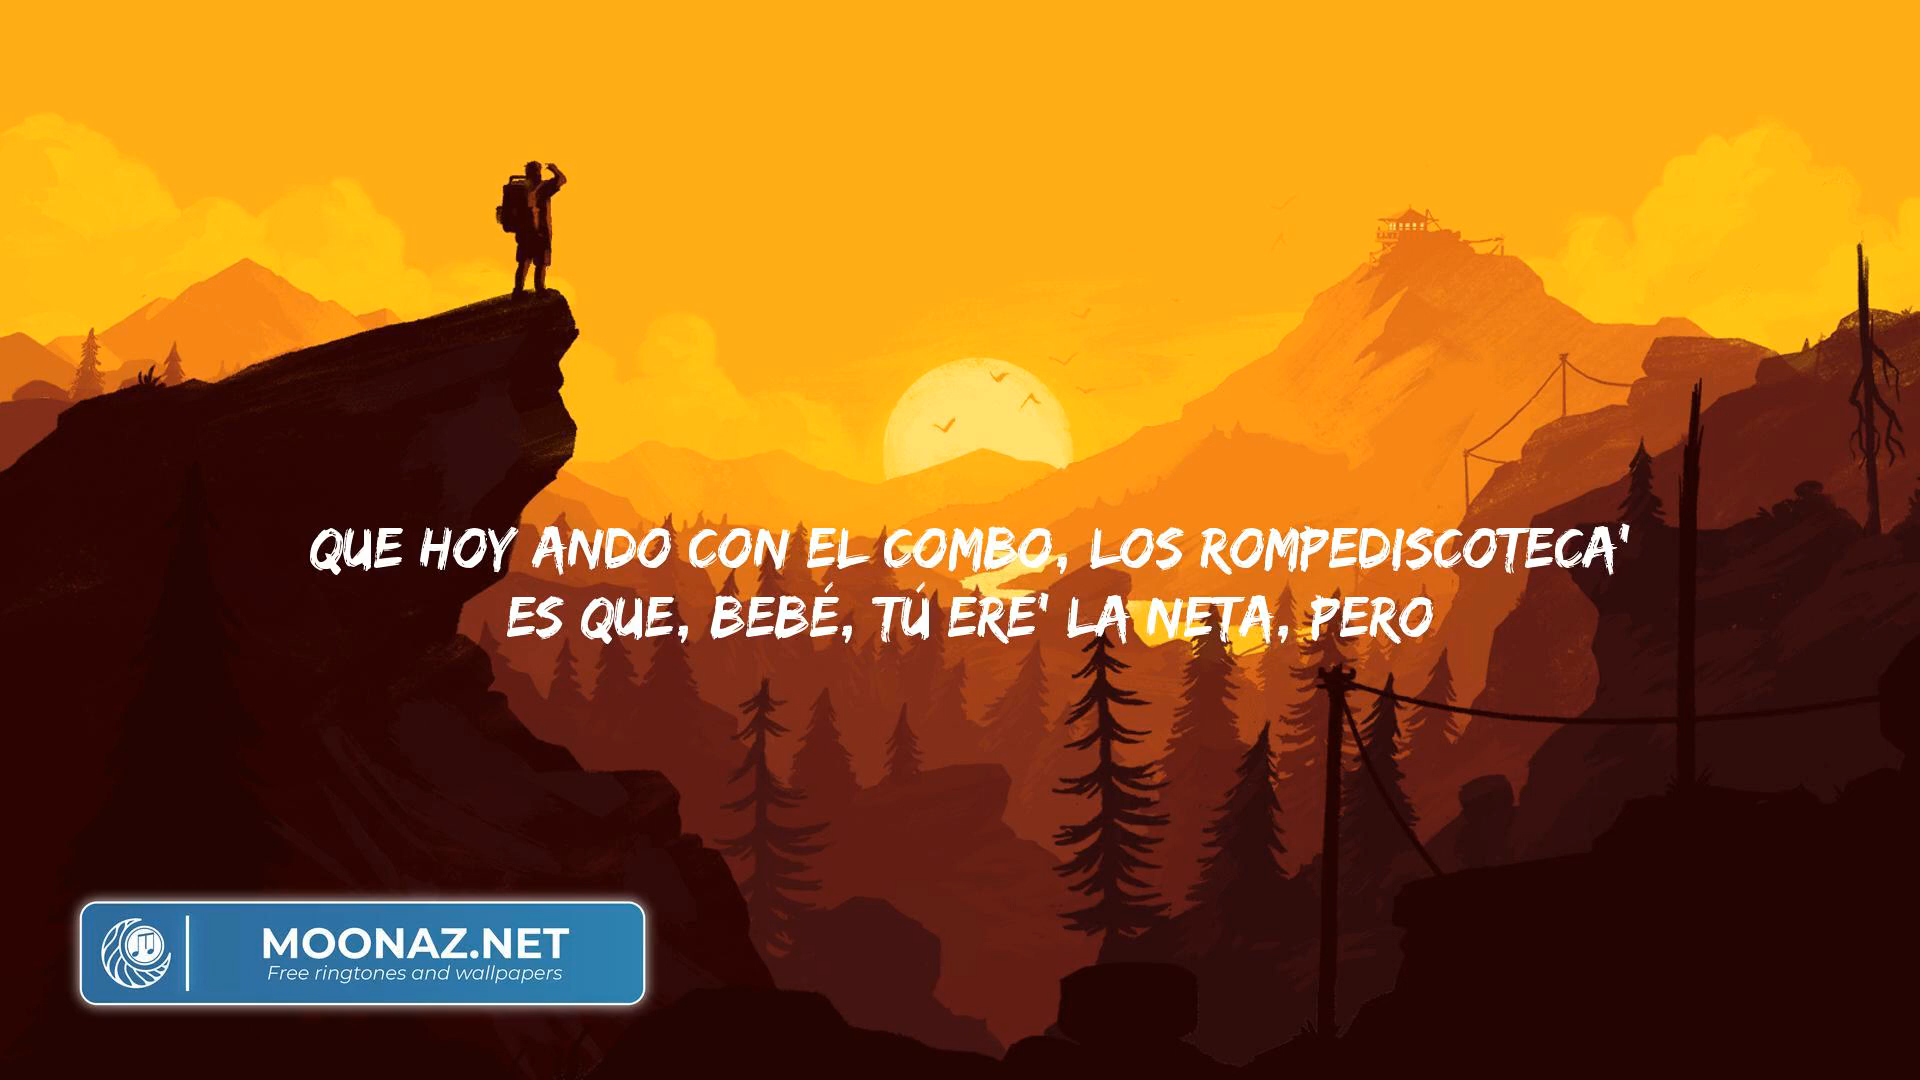 QUE HOY ANDO CON EL COMBO, LOS ROMPEDISCOTECA'
ES QUE, BEBÉ, TÚ ERE' LA NETA, PERO
MOONAZ.NET
Free ringtones and wallpapers